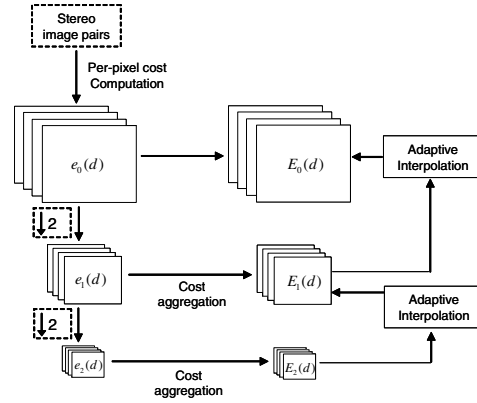 Stereo
image pairs
Per-pixel cost
Computation
e₀(d)
E₀(d)
Adaptive
Interpolation
2
e₁(d)
Cost
aggregation
E₁(d)
Adaptive
Interpolation
2
e₂(d)
Cost
aggregation
E₂(d)